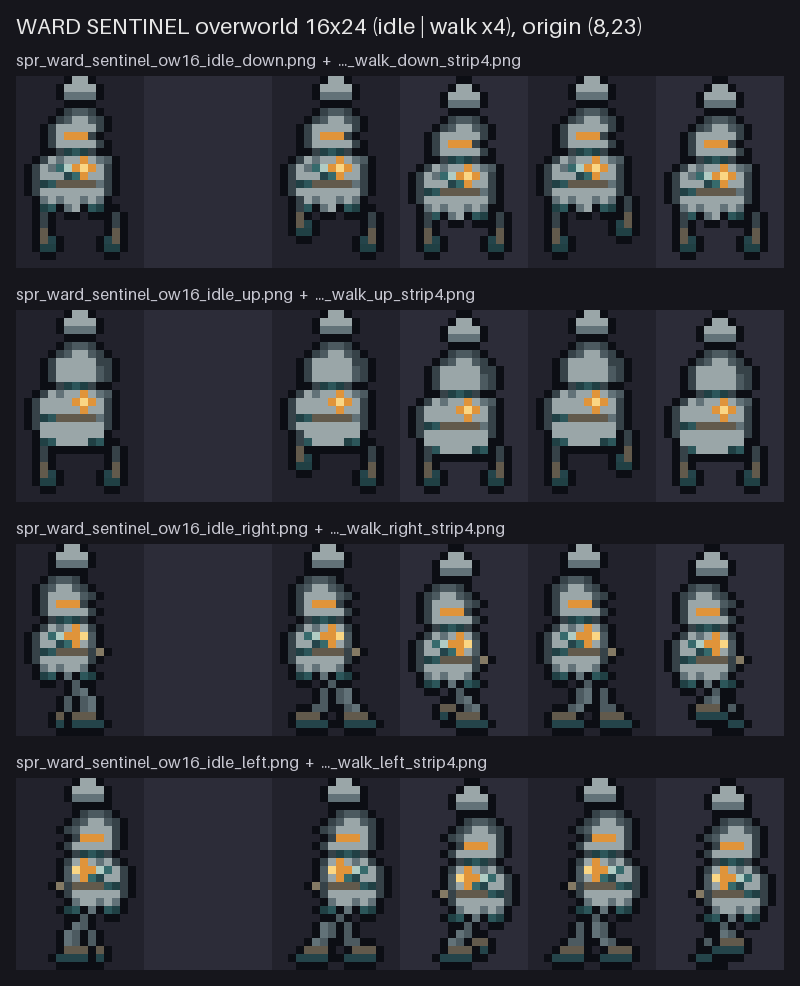 WARD SENTINEL overworld 16x24 (idle | walk x4), origin (8,23)
spr_ward_sentinel_ow16_idle_down.png + ..._walk_down_strip4.png
spr_ward_sentinel_ow16_idle_up.png + ..._walk_up_strip4.png
spr_ward_sentinel_ow16_idle_right.png + ..._walk_right_strip4.png
spr_ward_sentinel_ow16_idle_left.png + ..._walk_left_strip4.png